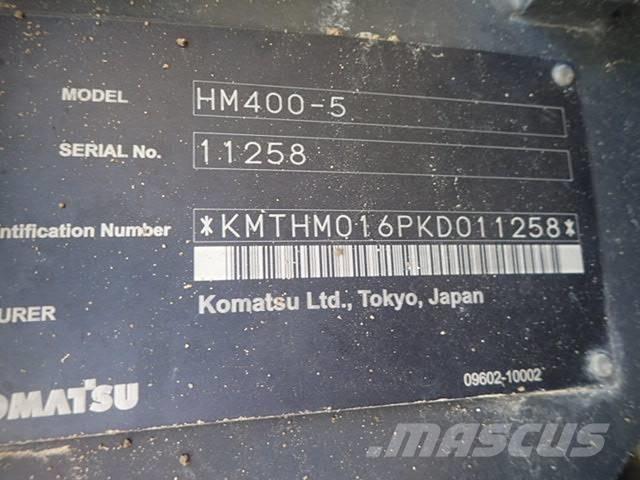 MODEL HM400-5
SERIAL No. 11258
ntification Number *KMTHM016PKD011258*
URER Komatsu Ltd., Tokyo, Japan
OMATSU
09602-10002
MASCUS